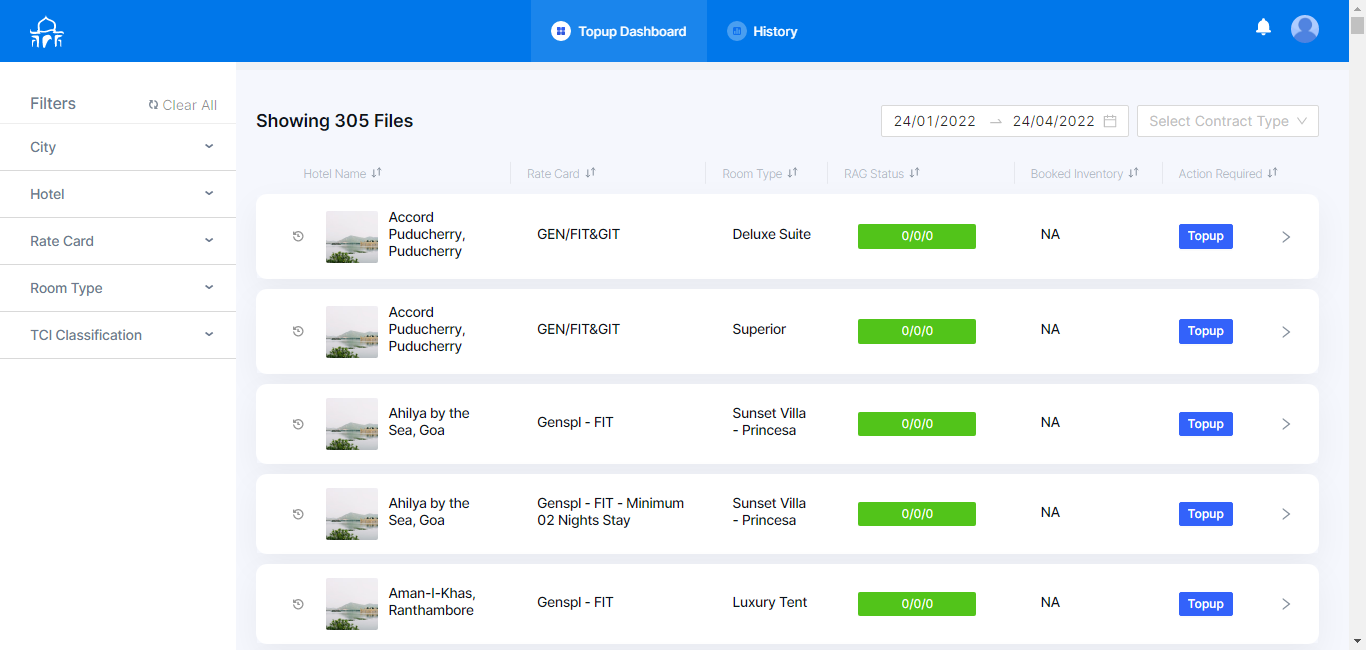 Topup Dashboard
History
Filters
Clear All
City
Hotel
Rate Card
Room Type
TCI Classification
Showing 305 Files
24/01/2022
24/04/2022
Select Contract Type
Hotel Name
Rate Card
Room Type
RAG Status
Booked Inventory
Action Required
Accord
Puducherry,
Puducherry
GEN/FIT&GIT
Deluxe Suite
0/0/0
NA
Topup
Accord
Puducherry,
Puducherry
GEN/FIT&GIT
Superior
0/0/0
NA
Topup
Ahilya by the
Sea, Goa
Genspl - FIT
Sunset Villa
- Princesa
0/0/0
NA
Topup
Ahilya by the
Sea, Goa
Genspl - FIT - Minimum
02 Nights Stay
Sunset Villa
- Princesa
0/0/0
NA
Topup
Aman-I-Khas,
Ranthambore
Genspl - FIT
Luxury Tent
0/0/0
NA
Topup